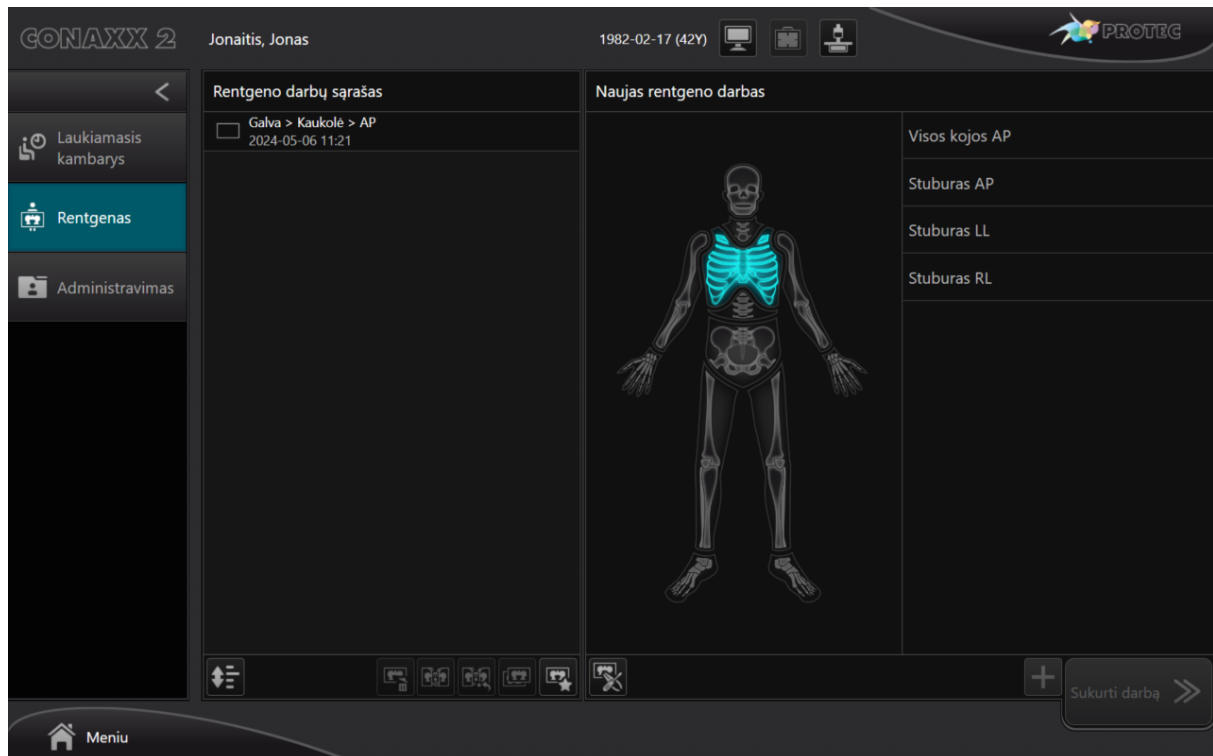 CONAXX 2
Jonaitis, Jonas
1982-02-17 (42Y)
PROTEC
Rentgeno darbų sąrašas
Naujas rentgeno darbas
Laukiamasis
kambarys
Rentgenas
Administravimas
Galva > Kaukolė > AP
2024-05-06 11:21
Visos kojos AP
Stuburas AP
Stuburas LL
Stuburas RL
Sukurti darbą
Meniu